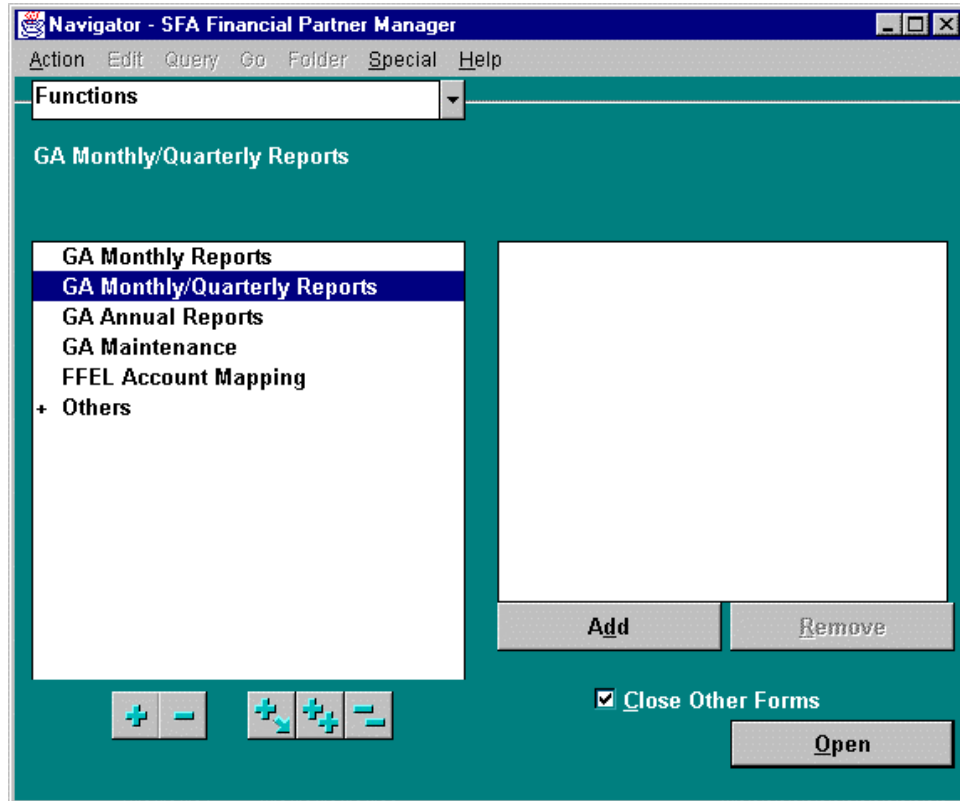 Navigator - SFA Financial Partner Manager
Action Edit Query Go Folder Special Help
Functions
GA Monthly/Quarterly Reports
GA Monthly Reports
GA Monthly/Quarterly Reports
GA Annual Reports
GA Maintenance
FFEL Account Mapping
+ Others
Add Remove
Close Other Forms
Open